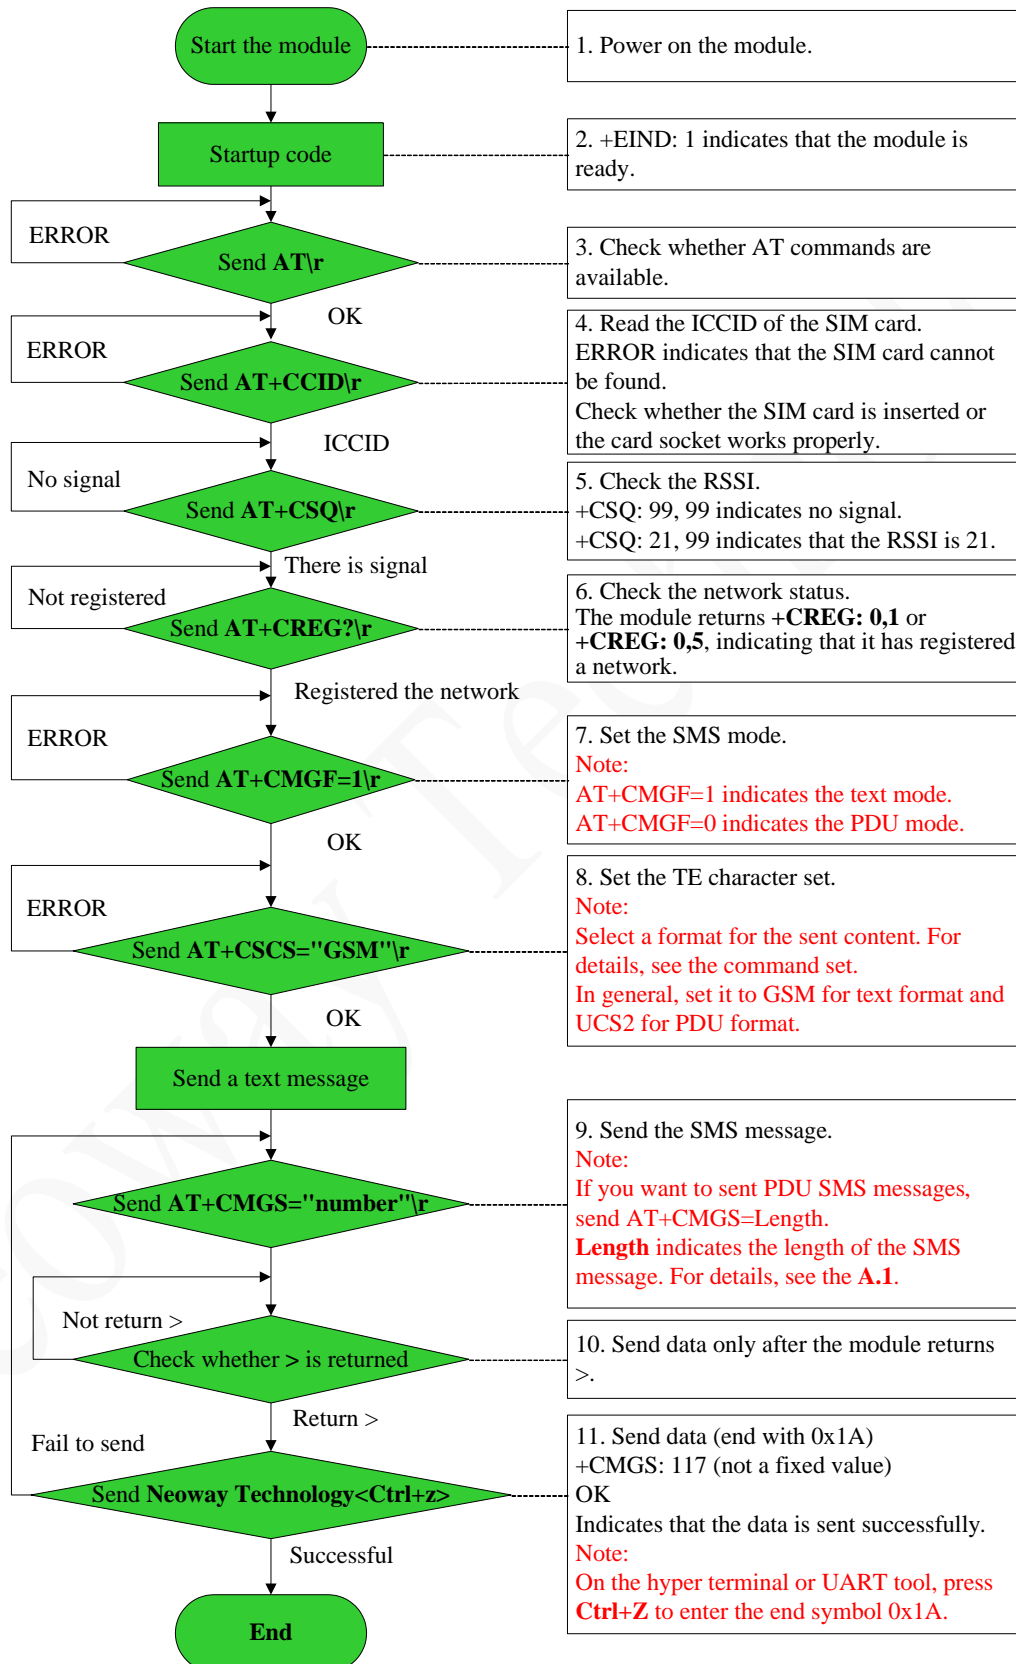 Start the module
1. Power on the module.
Startup code
2. +EIND: 1 indicates that the module is
ready.
ERROR
Send AT\r
3. Check whether AT commands are
available.
OK
ERROR
Send AT+CCID\r
4. Read the ICCID of the SIM card.
ERROR indicates that the SIM card cannot
be found.
Check whether the SIM card is inserted or
the card socket works properly.
ICCID
No signal
Send AT+CSQ\r
5. Check the RSSI.
+CSQ: 99, 99 indicates no signal.
+CSQ: 21, 99 indicates that the RSSI is 21.
There is signal
Not registered
Send AT+CREG?\r
6. Check the network status.
The module returns +CREG: 0,1 or
+CREG: 0,5, indicating that it has registered
a network.
Registered the network
ERROR
Send AT+CMGF=1\r
7. Set the SMS mode.
Note:
AT+CMGF=1 indicates the text mode.
AT+CMGF=0 indicates the PDU mode.
OK
ERROR
Send AT+CSCS="GSM"\r
8. Set the TE character set.
Note:
Select a format for the sent content. For
details, see the command set.
In general, set it to GSM for text format and
UCS2 for PDU format.
OK
Send a text message
Send AT+CMGS="number"\r
9. Send the SMS message.
Note:
If you want to sent PDU SMS messages,
send AT+CMGS=Length.
Length indicates the length of the SMS
message. For details, see the A.1.
Not return >
Check whether > is returned
10. Send data only after the module returns
>.
Return >
Fail to send
Send Neoway Technology<Ctrl+z>
11. Send data (end with 0x1A)
+CMGS: 117 (not a fixed value)
OK
Indicates that the data is sent successfully.
Note:
On the hyper terminal or UART tool, press
Ctrl+Z to enter the end symbol 0x1A.
Successful
End